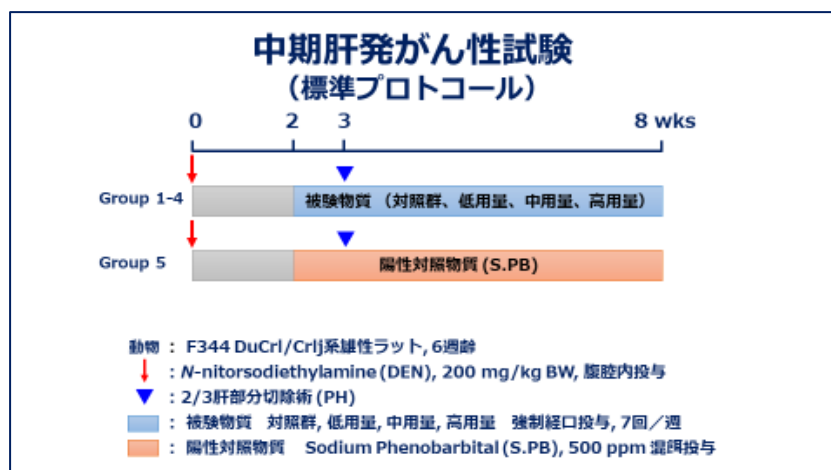 中期肝発がん性試験
（標準プロトコール）
0 2 3 8 wks
Group 1-4
被験物質 （対照群、低用量、中用量、高用量）
Group 5
陽性対照物質 (S.PB)
動物 ： F344 DuCrl/Crlj系雄性ラット, 6週齢
： N-nitorsodiethylamine (DEN), 200 mg/kg BW, 腹腔内投与
： 2/3肝部分切除術 (PH)
： 被験物質 対照群, 低用量, 中用量, 高用量 強制経口投与, 7回／週
： 陽性対照物質 Sodium Phenobarbital (S.PB), 500 ppm 混餌投与